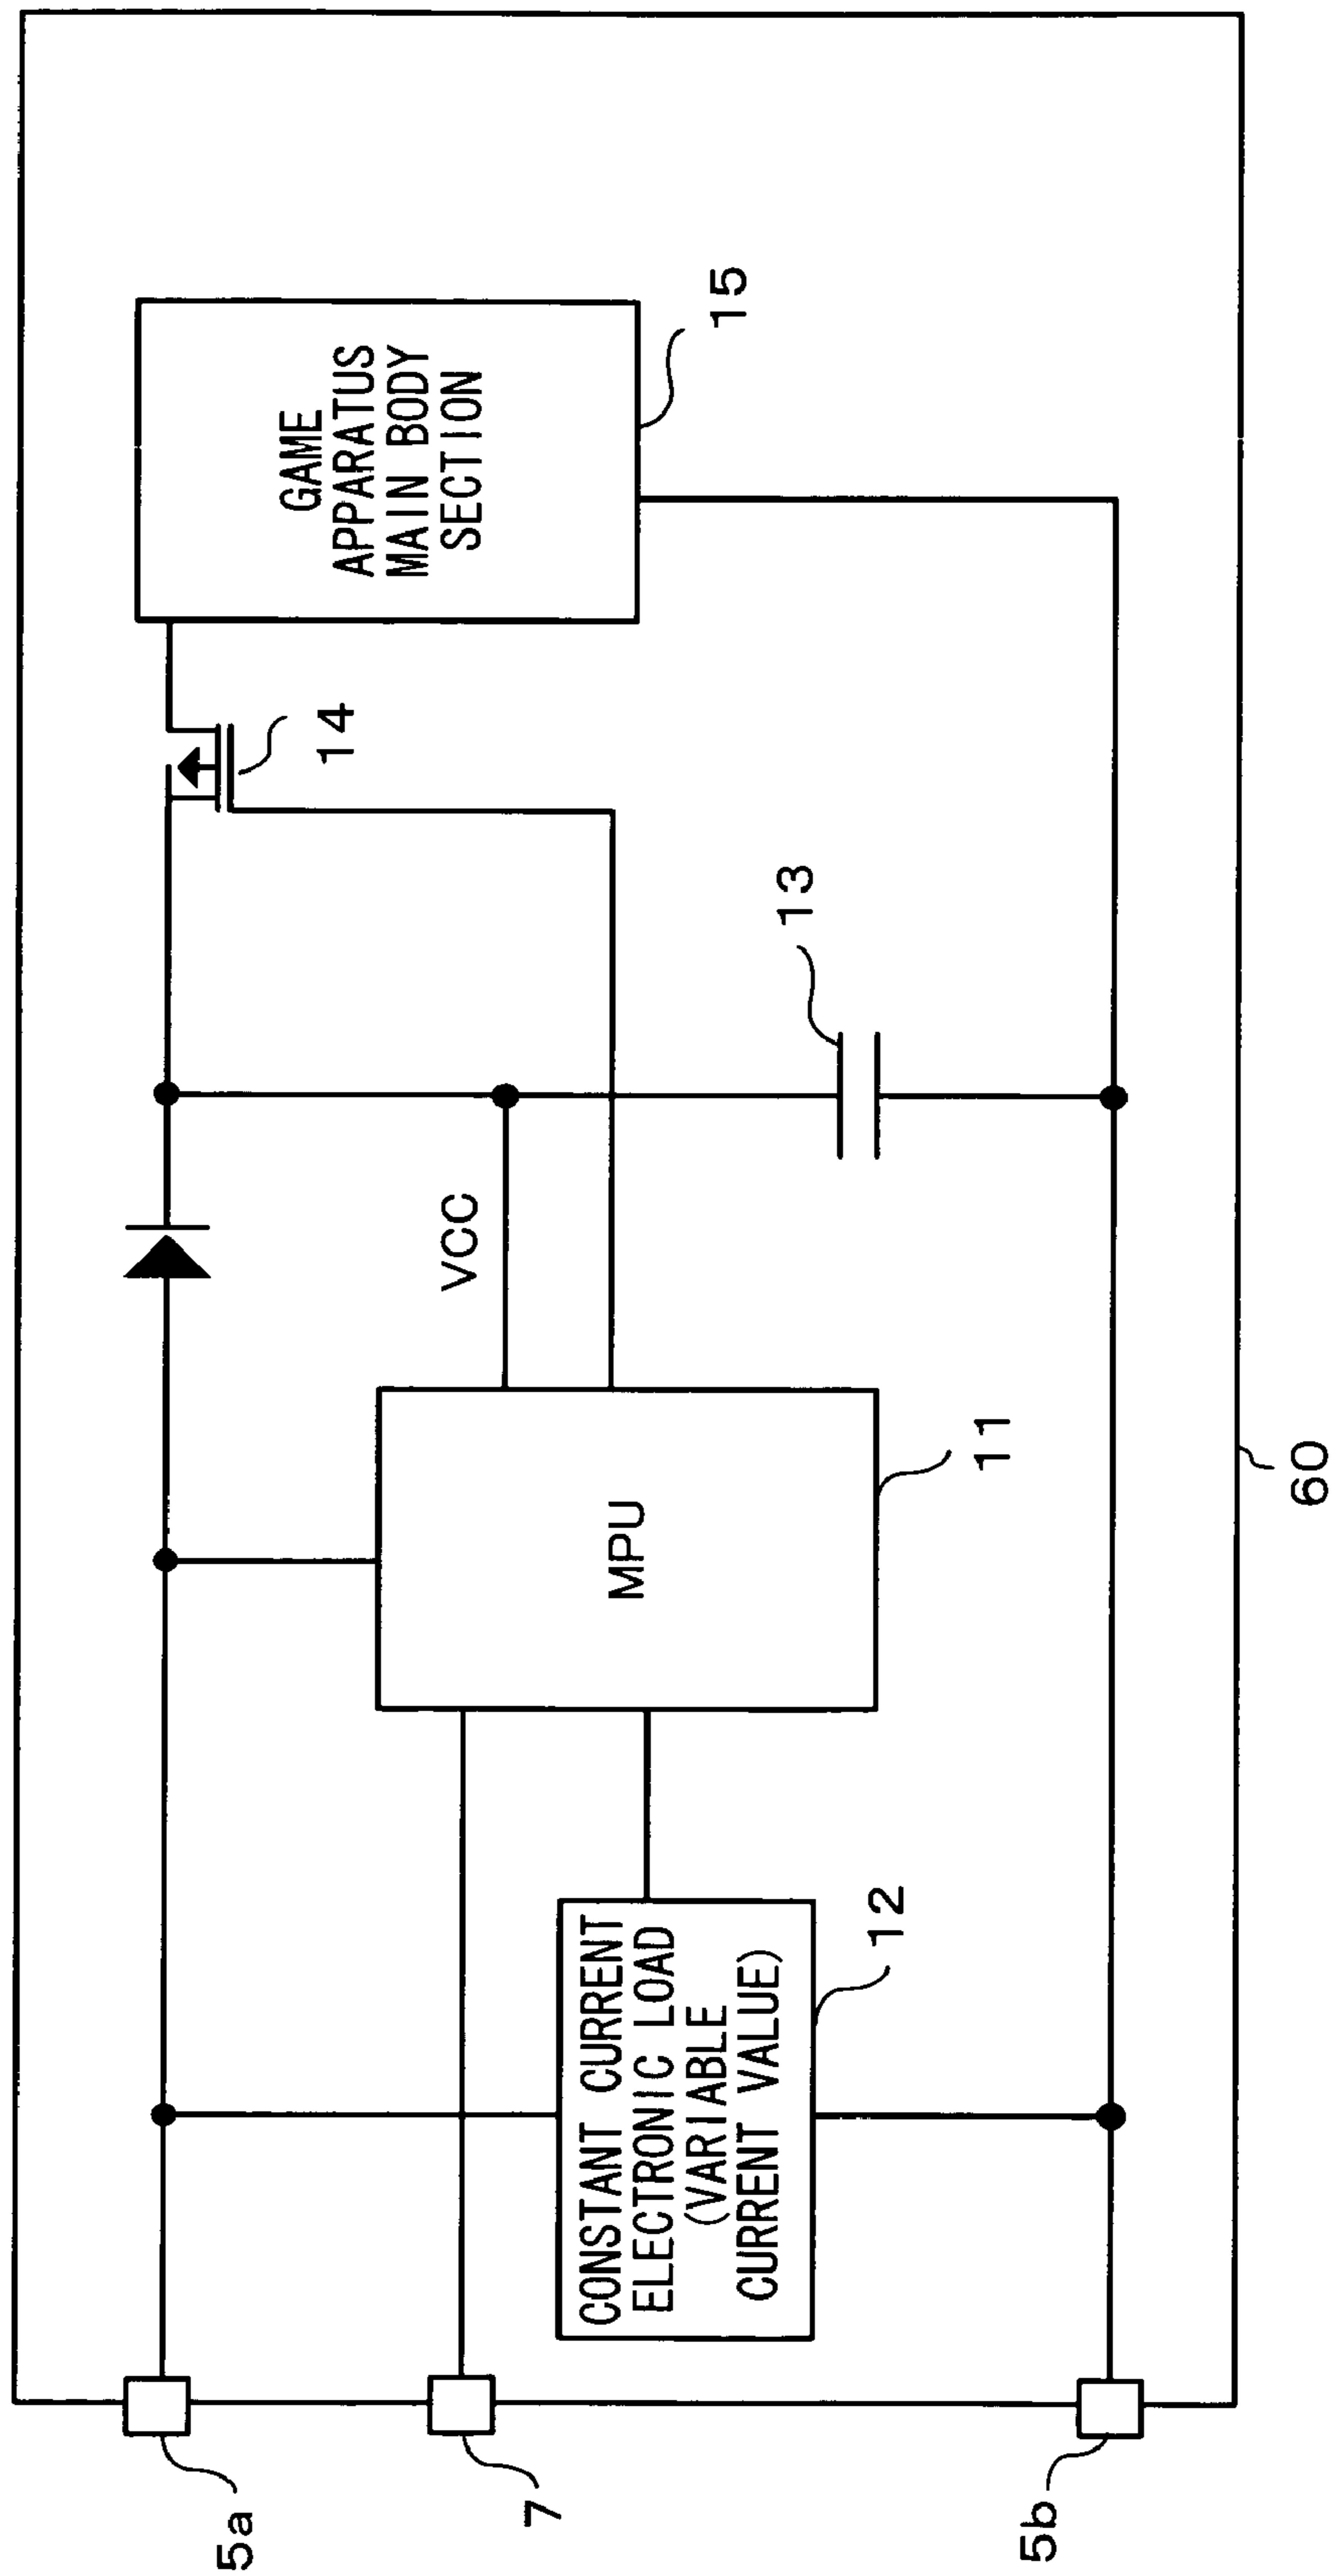 GAME
APPARATUS
MAIN BODY
SECTION
15
14
13
VCC
MPU
11
CONSTANT CURRENT
ELECTRONIC LOAD
(VARIABLE
CURRENT VALUE)
12
5a
7
5b
60